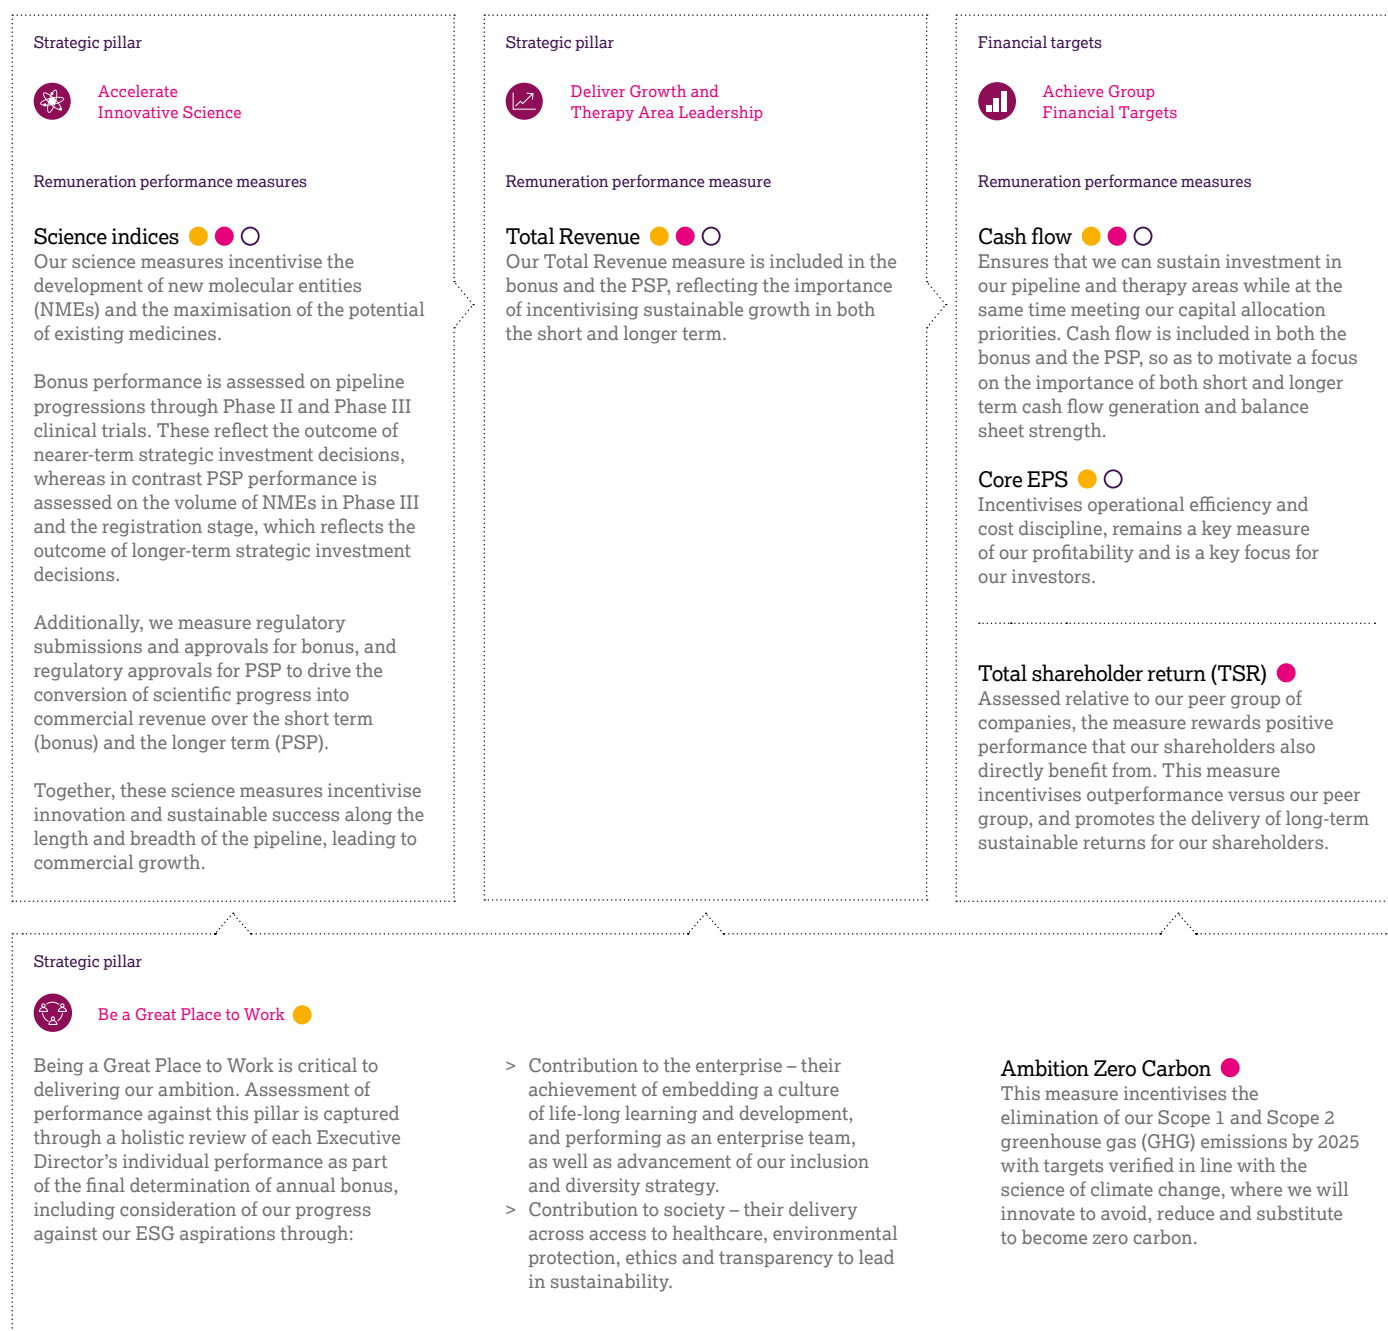 Strategic pillar
Accelerate
Innovative Science
Remuneration performance measures
Science indices
Our science measures incentivise the
development of new molecular entities
(NMEs) and the maximisation of the potential
of existing medicines.
Bonus performance is assessed on pipeline
progressions through Phase II and Phase III
clinical trials. These reflect the outcome of
nearer-term strategic investment decisions,
whereas in contrast PSP performance is
assessed on the volume of NMEs in Phase III
and the registration stage, which reflects the
outcome of longer-term strategic investment
decisions.
Additionally, we measure regulatory
submissions and approvals for bonus, and
regulatory approvals for PSP to drive the
conversion of scientific progress into
commercial revenue over the short term
(bonus) and the longer term (PSP).
Together, these science measures incentivise
innovation and sustainable success along the
length and breadth of the pipeline, leading to
commercial growth.
Strategic pillar
Deliver Growth and
Therapy Area Leadership
Remuneration performance measure
Total Revenue
Our Total Revenue measure is included in the
bonus and the PSP, reflecting the importance
of incentivising sustainable growth in both
the short and longer term.
Financial targets
Achieve Group
Financial Targets
Remuneration performance measures
Cash flow
Ensures that we can sustain investment in
our pipeline and therapy areas while at the
same time meeting our capital allocation
priorities. Cash flow is included in both the
bonus and the PSP, so as to motivate a focus
on the importance of both short and longer
term cash flow generation and balance
sheet strength.
Core EPS
Incentivises operational efficiency and
cost discipline, remains a key measure
of our profitability and is a key focus for
our investors.
Total shareholder return (TSR)
Assessed relative to our peer group of
companies, the measure rewards positive
performance that our shareholders also
directly benefit from. This measure
incentivises outperformance versus our peer
group, and promotes the delivery of long-term
sustainable returns for our shareholders.
Strategic pillar
Be a Great Place to Work
Being a Great Place to Work is critical to
delivering our ambition. Assessment of
performance against this pillar is captured
through a holistic review of each Executive
Director's individual performance as part
of the final determination of annual bonus,
including consideration of our progress
against our ESG aspirations through:
> Contribution to the enterprise – their
achievement of embedding a culture
of life-long learning and development,
and performing as an enterprise team,
as well as advancement of our inclusion
and diversity strategy.
> Contribution to society – their delivery
across access to healthcare, environmental
protection, ethics and transparency to lead
in sustainability.
Ambition Zero Carbon
This measure incentivises the
elimination of our Scope 1 and Scope 2
greenhouse gas (GHG) emissions by 2025
with targets verified in line with the
science of climate change, where we will
innovate to avoid, reduce and substitute
to become zero carbon.